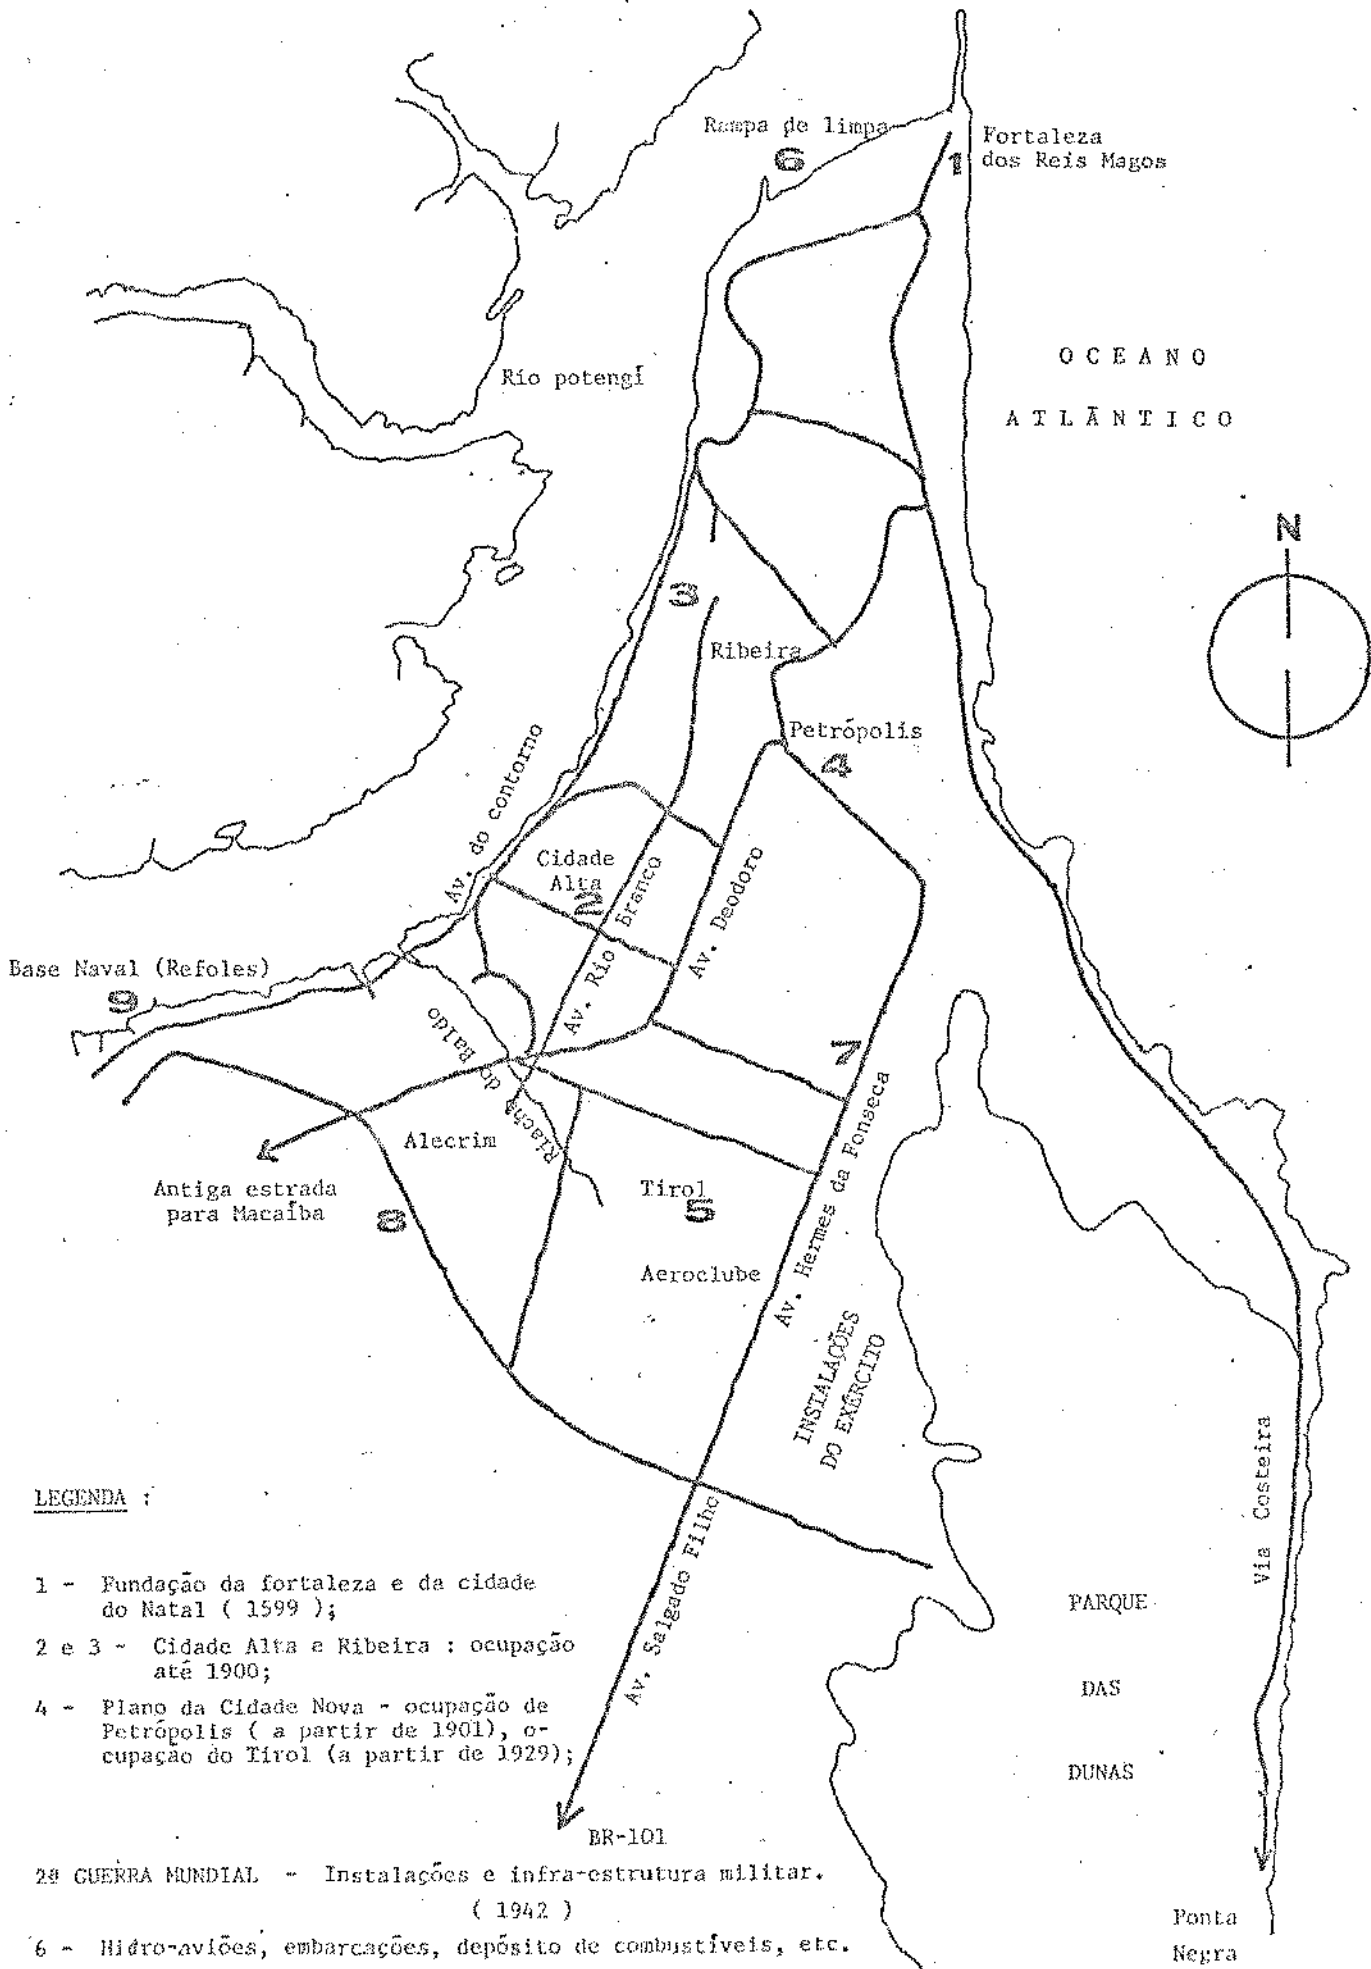 Rampa de limpa
6
1
Fortaleza
dos Reis Magos
OCEANO
ATLÂNTICO
Rio potengí
N
3
Ribeira
Petrópolis
4
Av. do contorno
Cidade
Alta
2
Av. Rio Branco
Av. Deodoro
Base Naval (Refoles)
9
Riacho do Baldo
7
Av. Hermes da Fonseca
Alecrim
Antiga estrada
para Macaíba
8
Tirol
5
Aeroclube
INSTALAÇÕES
DO EXÉRCITO
Av. Salgado Filho
Via Costeira
PARQUE
DAS
DUNAS
BR-101
Ponta
Negra
LEGENDA :
1 - Fundação da fortaleza e da cidade
do Natal ( 1599 );
2 e 3 - Cidade Alta e Ribeira : ocupação
até 1900;
4 - Plano da Cidade Nova - ocupação de
Petrópolis ( a partir de 1901), o-
cupação do Tirol (a partir de 1929);
2ª GUERRA MUNDIAL - Instalações e infra-estrutura militar.
( 1942 )
6 - Hidro-aviões, embarcações, depósito de combustíveis, etc.